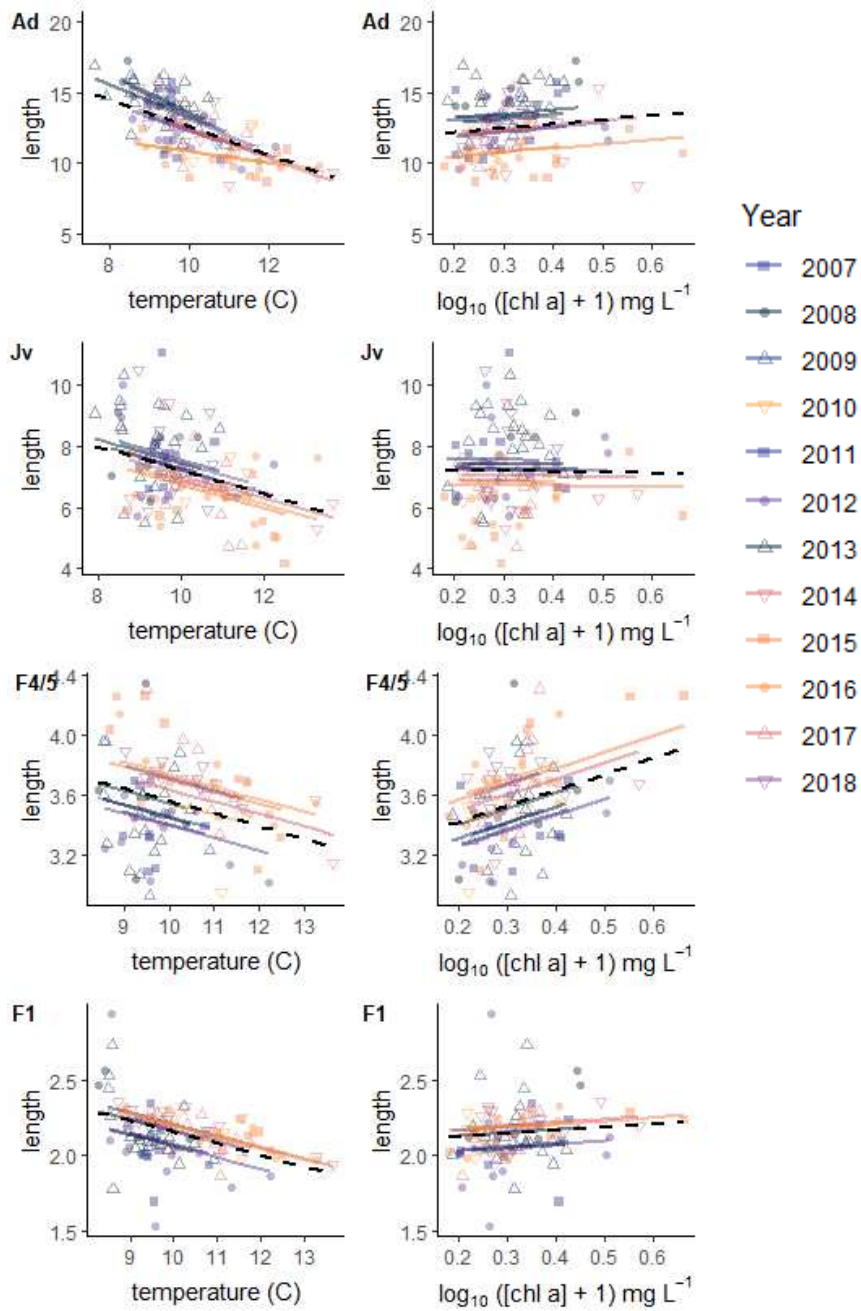 Ad
20
15
10
5
length
8 10 12
temperature (C)
20
15
10
5
length
Ad
0.2 0.3 0.4 0.5 0.6
log₁₀ ([chl a] + 1) mg L⁻¹
Jv
10
8
6
4
length
8 10 12
temperature (C)
Jv
10
8
6
4
length
0.2 0.3 0.4 0.5 0.6
log₁₀ ([chl a] + 1) mg L⁻¹
F4/5
4.4
4.0
3.6
3.2
length
9 10 11 12 13
temperature (C)
F4/5
4.4
4.0
3.6
3.2
length
0.2 0.3 0.4 0.5 0.6
log₁₀ ([chl a] + 1) mg L⁻¹
F1
2.5
2.0
1.5
length
9 10 11 12 13
temperature (C)
F1
2.5
2.0
1.5
length
0.2 0.3 0.4 0.5 0.6
log₁₀ ([chl a] + 1) mg L⁻¹
Year
2007
2008
2009
2010
2011
2012
2013
2014
2015
2016
2017
2018